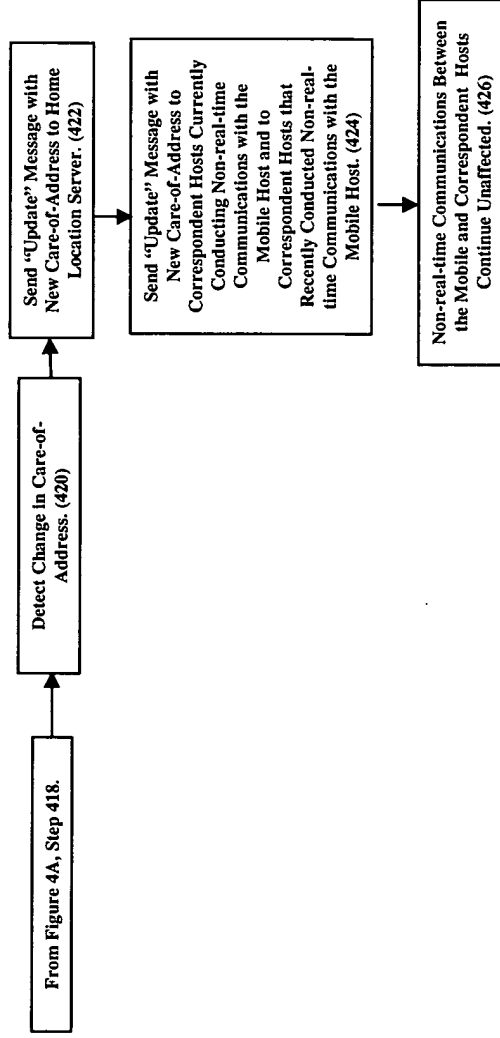 From Figure 4A, Step 418.
Detect Change in Care-of-
Address. (420)
Send “Update” Message with
New Care-of-Address to Home
Location Server. (422)
Send “Update” Message with
New Care-of-Address to
Correspondent Hosts Currently
Conducting Non-real-time
Communications with the
Mobile Host and to
Correspondent Hosts that
Recently Conducted Non-real-
time Communications with the
Mobile Host. (424)
Non-real-time Communications Between
the Mobile and Correspondent Hosts
Continue Unaffected. (426)